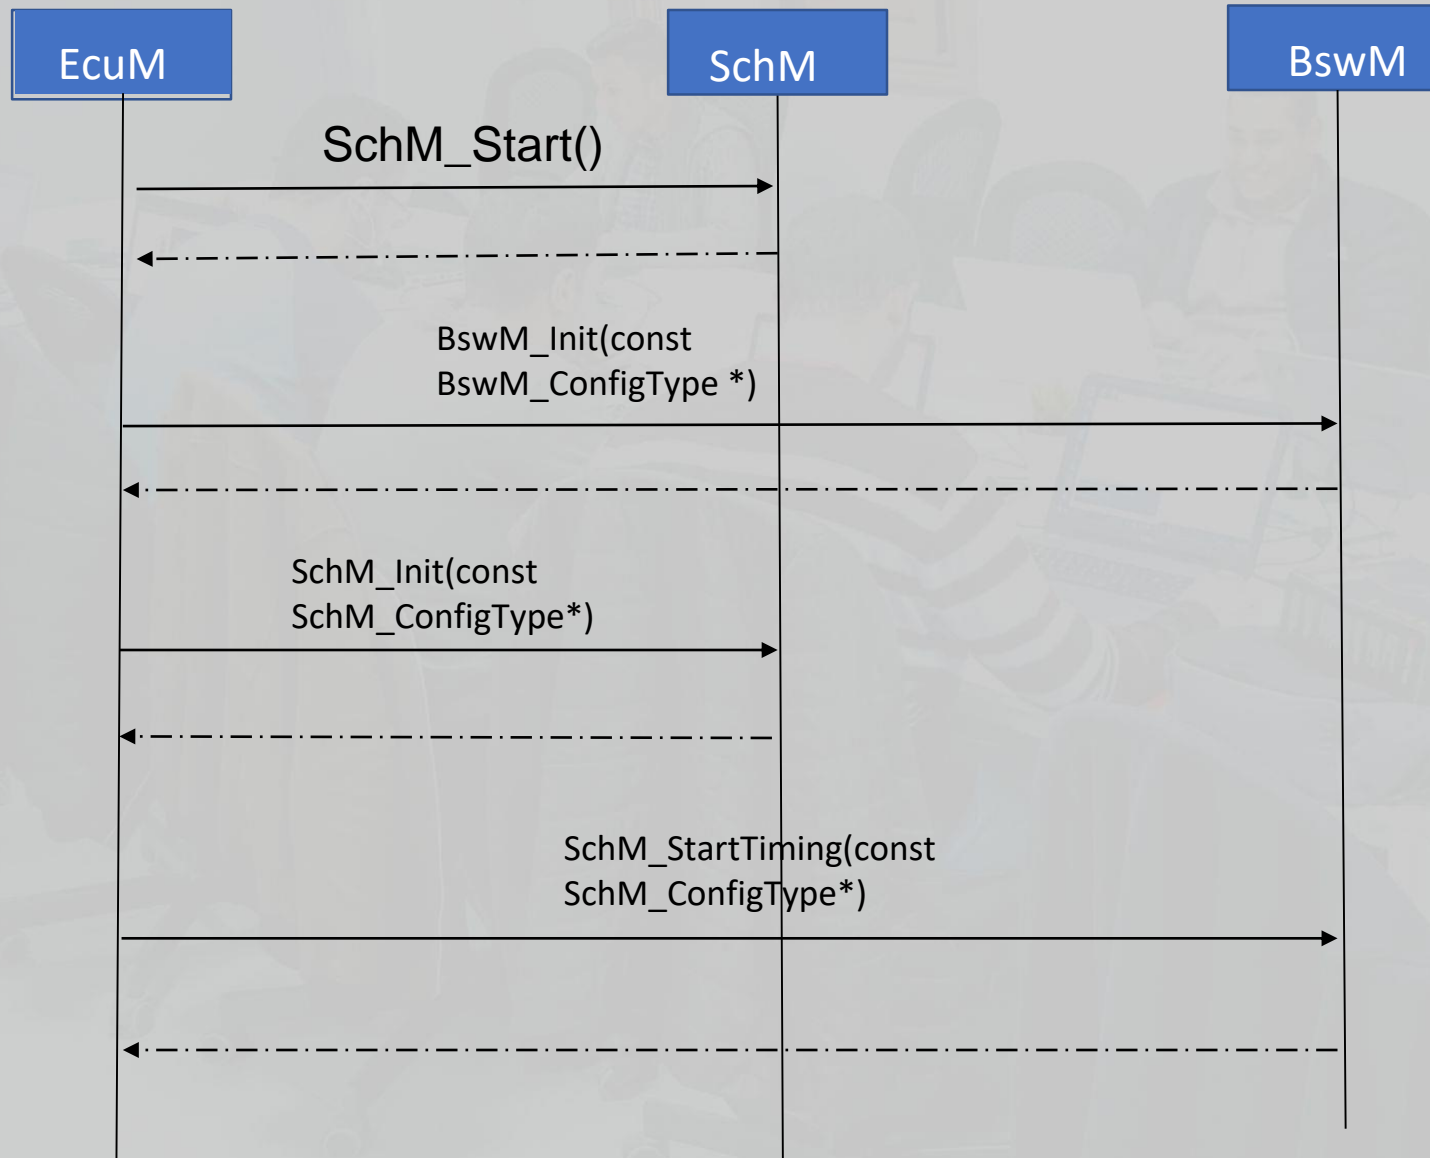 EcuM
SchM
BswM
SchM_Start()
BswM_Init(const
BswM_ConfigType *)
SchM_Init(const
SchM_ConfigType*)
SchM_StartTiming(const
SchM_ConfigType*)